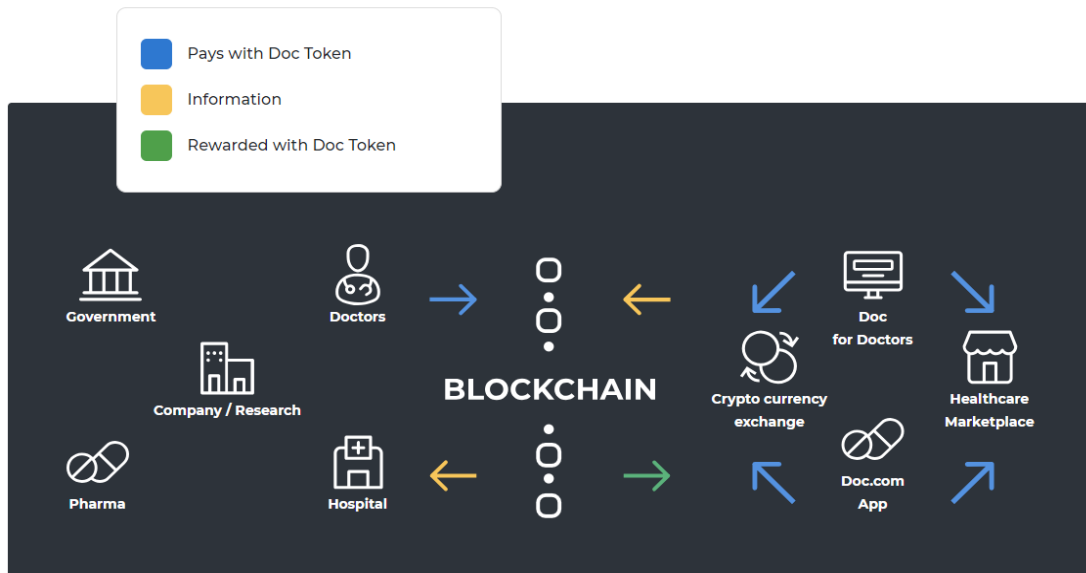 Pays with Doc Token
Information
Rewarded with Doc Token
Government
Doctors
Doc
for Doctors
Company / Research
BLOCKCHAIN
Crypto currency
exchange
Healthcare
Marketplace
Pharma
Hospital
Doc.com
App